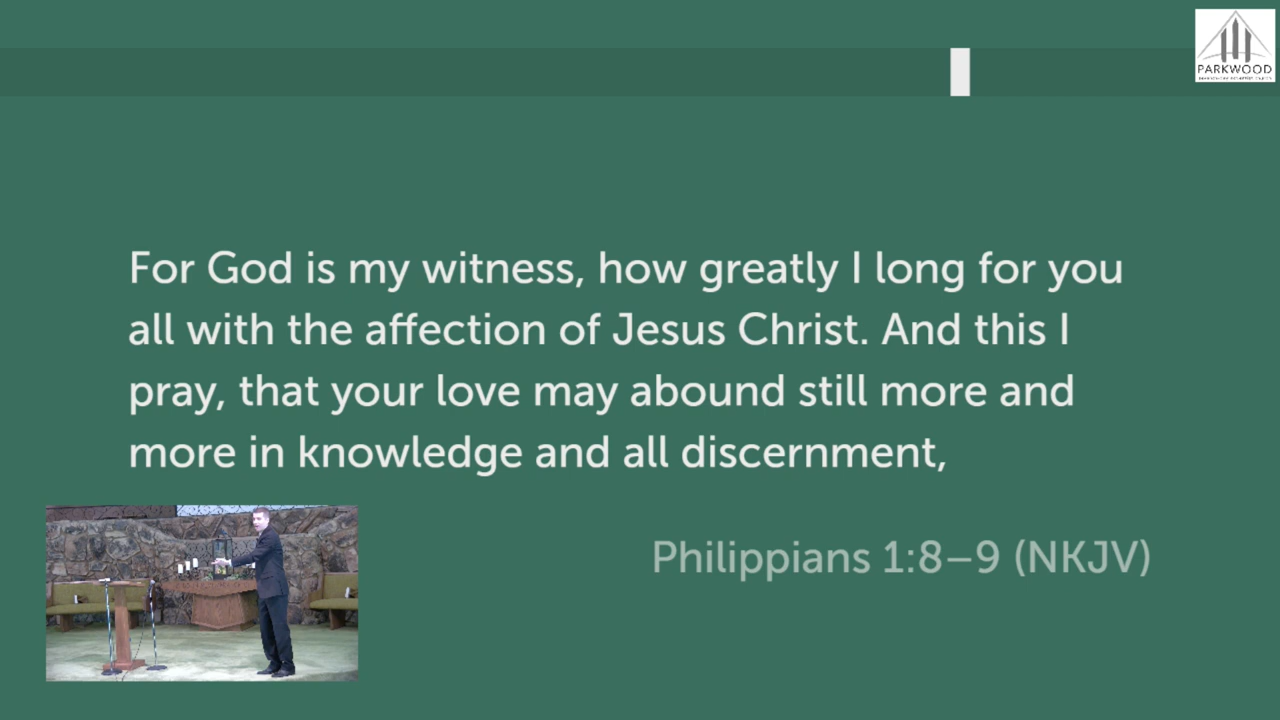 PARKWOOD
For God is my witness, how greatly I long for you
all with the affection of Jesus Christ. And this I
pray, that your love may abound still more and
more in knowledge and all discernment,
Philippians 1:8–9 (NKJV)